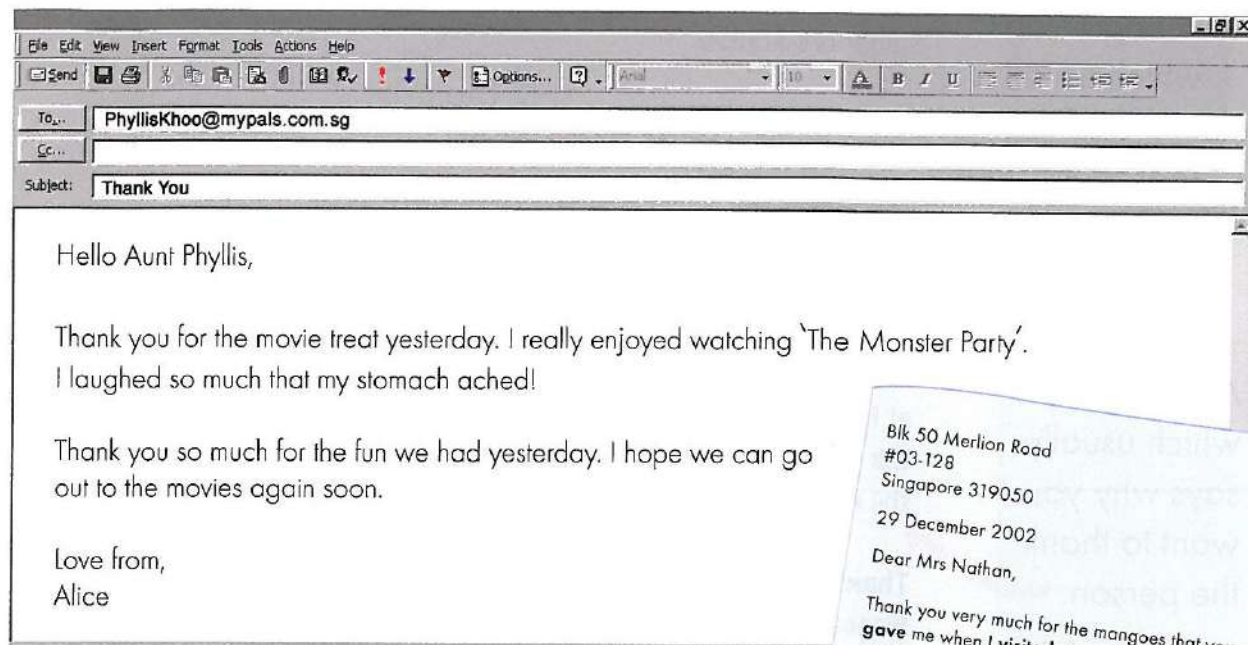 File Edit View Insert Format Tools Actions Help
Send Options... Arial 10 A B I U
To... PhyllisKhoo@mypals.com.sg
Cc...
Subject: Thank You
Hello Aunt Phyllis,
Thank you for the movie treat yesterday. I really enjoyed watching ‘The Monster Party’.
I laughed so much that my stomach ached!
Thank you so much for the fun we had yesterday. I hope we can go
out to the movies again soon.
Love from,
Alice
Blk 50 Merlion Road
#03-128
Singapore 319050
29 December 2002
Dear Mrs Nathan,
Thank you very much for the mangoes that you
gave me when I
which usually
says why you
want to thank
the person.